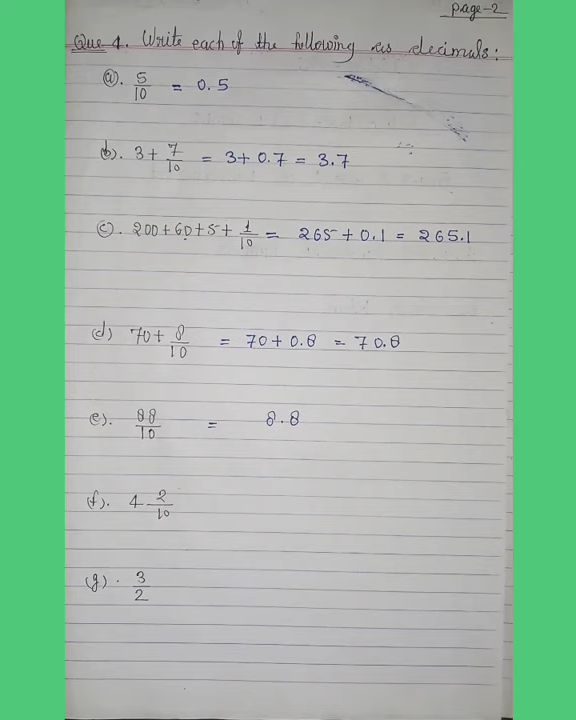 Page-2
Que 4. Write each of the following as decimals:
(a). 5/10 = 0.5
(b). 3 + 7/10 = 3 + 0.7 = 3.7
(c). 200 + 60 + 5 + 1/10 = 265 + 0.1 = 265.1
(d) 70 + 8/10 = 70 + 0.8 = 70.8
(e). 88/10 = 8.8
(f). 4 2/10
(g). 3/2